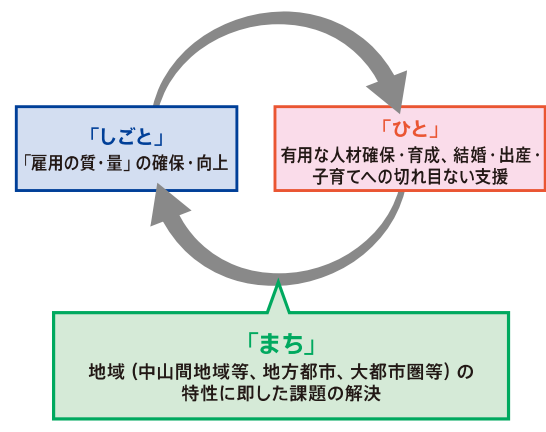 「しごと」
「雇用の質・量」の確保・向上
「ひと」
有用な人材確保・育成、結婚・出産・
子育てへの切れ目ない支援
「まち」
地域(中山間地域等、地方都市、大都市圏等)の
特性に即した課題の解決